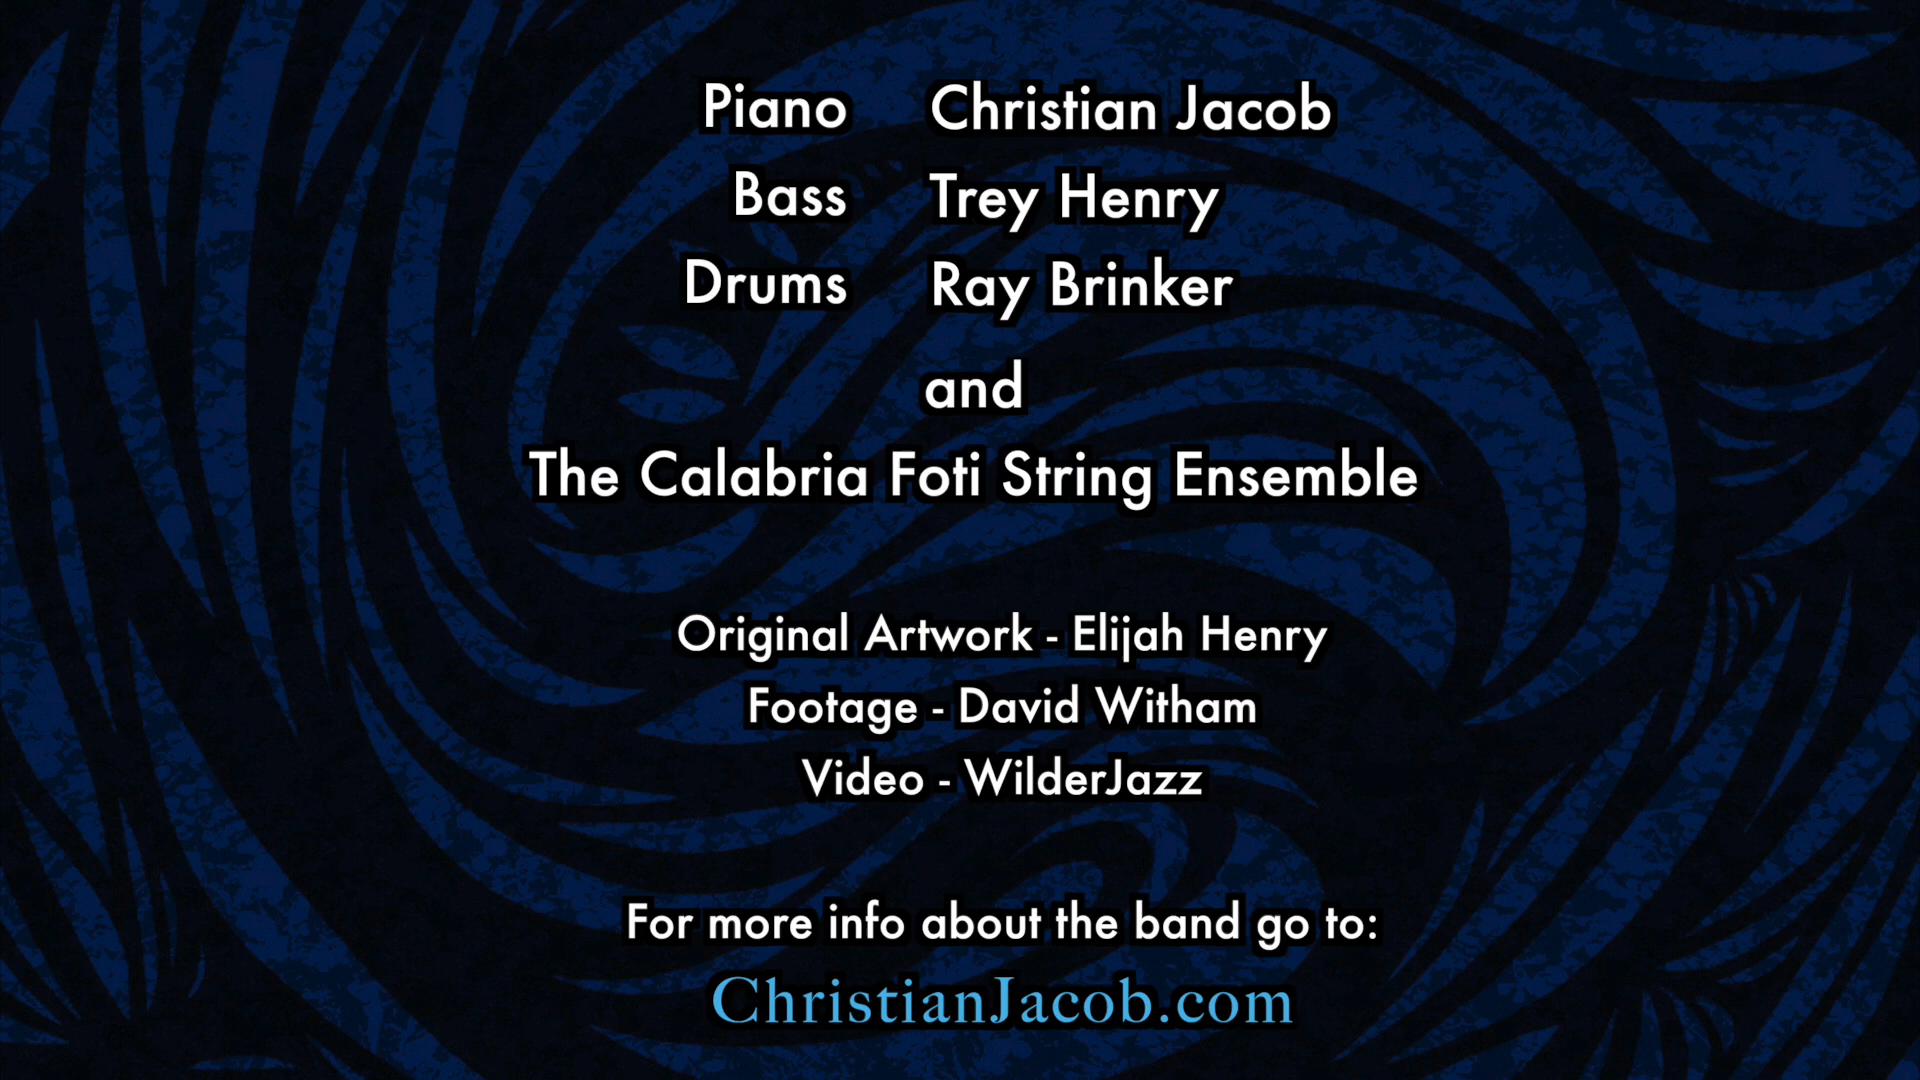 Piano Christian Jacob
Bass Trey Henry
Drums Ray Brinker
and
The Calabria Foti String Ensemble
Original Artwork - Elijah Henry
Footage - David Witham
Video - WilderJazz
For more info about the band go to:
ChristianJacob.com